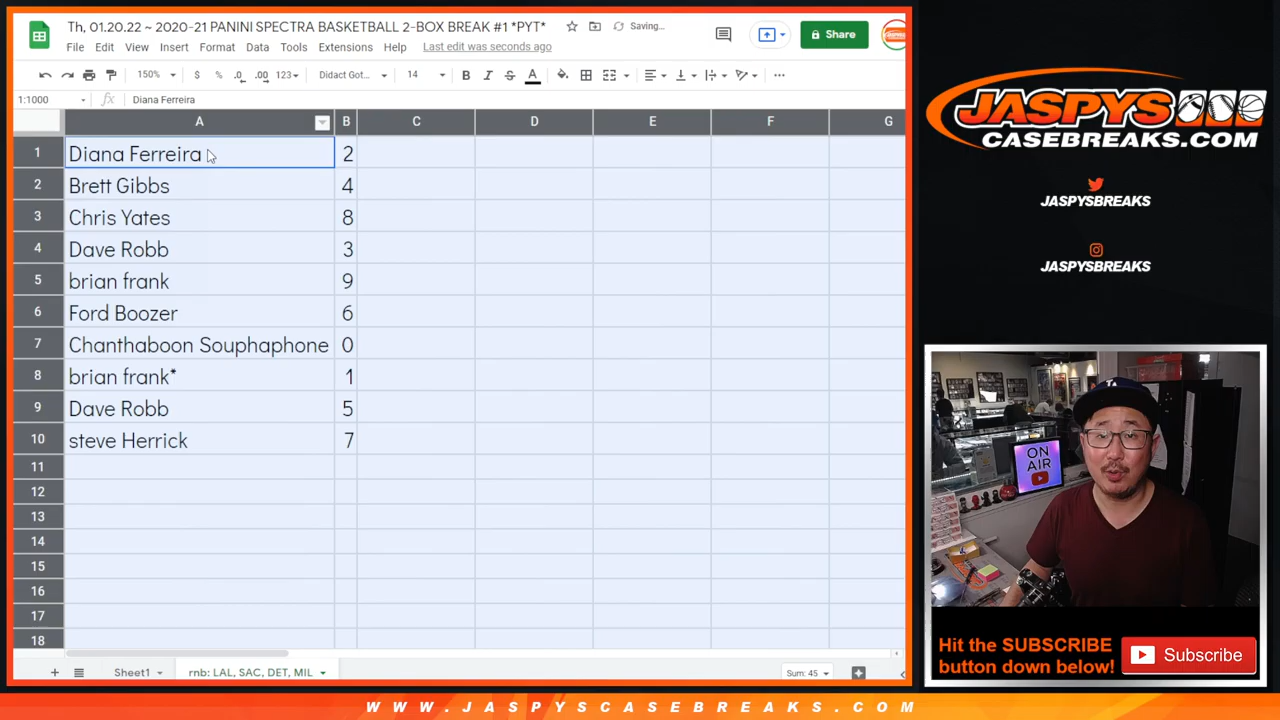 Th, 01.20.22 ~ 2020-21 PANINI SPECTRA BASKETBALL 2-BOX BREAK #1 *PYT*
Saving...
File Edit View Insert Format Data Tools Extensions Help Last edit was seconds ago
Share
150% $ % .0 .00 123 Didact Got... 14 B I S A
1:1000 fx Diana Ferreira
A B C D E F G
1 Diana Ferreira 2
2 Brett Gibbs 4
3 Chris Yates 8
4 Dave Robb 3
5 brian frank 9
6 Ford Boozer 6
7 Chanthaboon Souphaphone 0
8 brian frank* 1
9 Dave Robb 5
10 steve Herrick 7
11
12
13
14
15
16
17
18
Sheet1 rnb: LAL, SAC, DET, MIL Sum: 45
JASPYS
CASEBREAKS.COM
JASPYSBREAKS
JASPYSBREAKS
ON
AIR
Hit the SUBSCRIBE
button down below!
Subscribe
WWW.JASPYSCASEBREAKS.COM